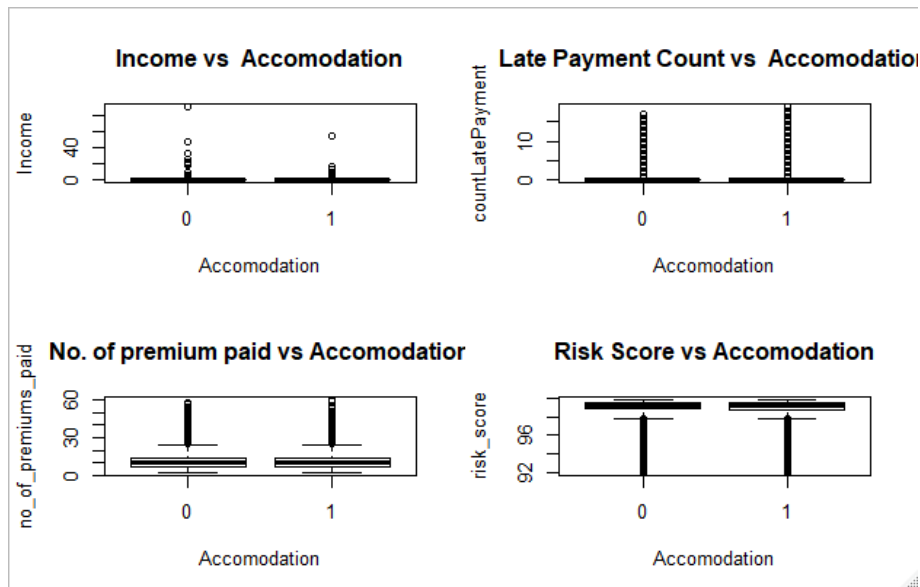 Income vs  Accomodation
Income
40
0
0 1
Accomodation
Late Payment Count vs  Accomodation
countLatePayment
10
0
0 1
Accomodation
No. of premium paid vs Accomodation
no_of_premiums_paid
60
30
0
0 1
Accomodation
Risk Score vs Accomodation
risk_score
96
92
0 1
Accomodation